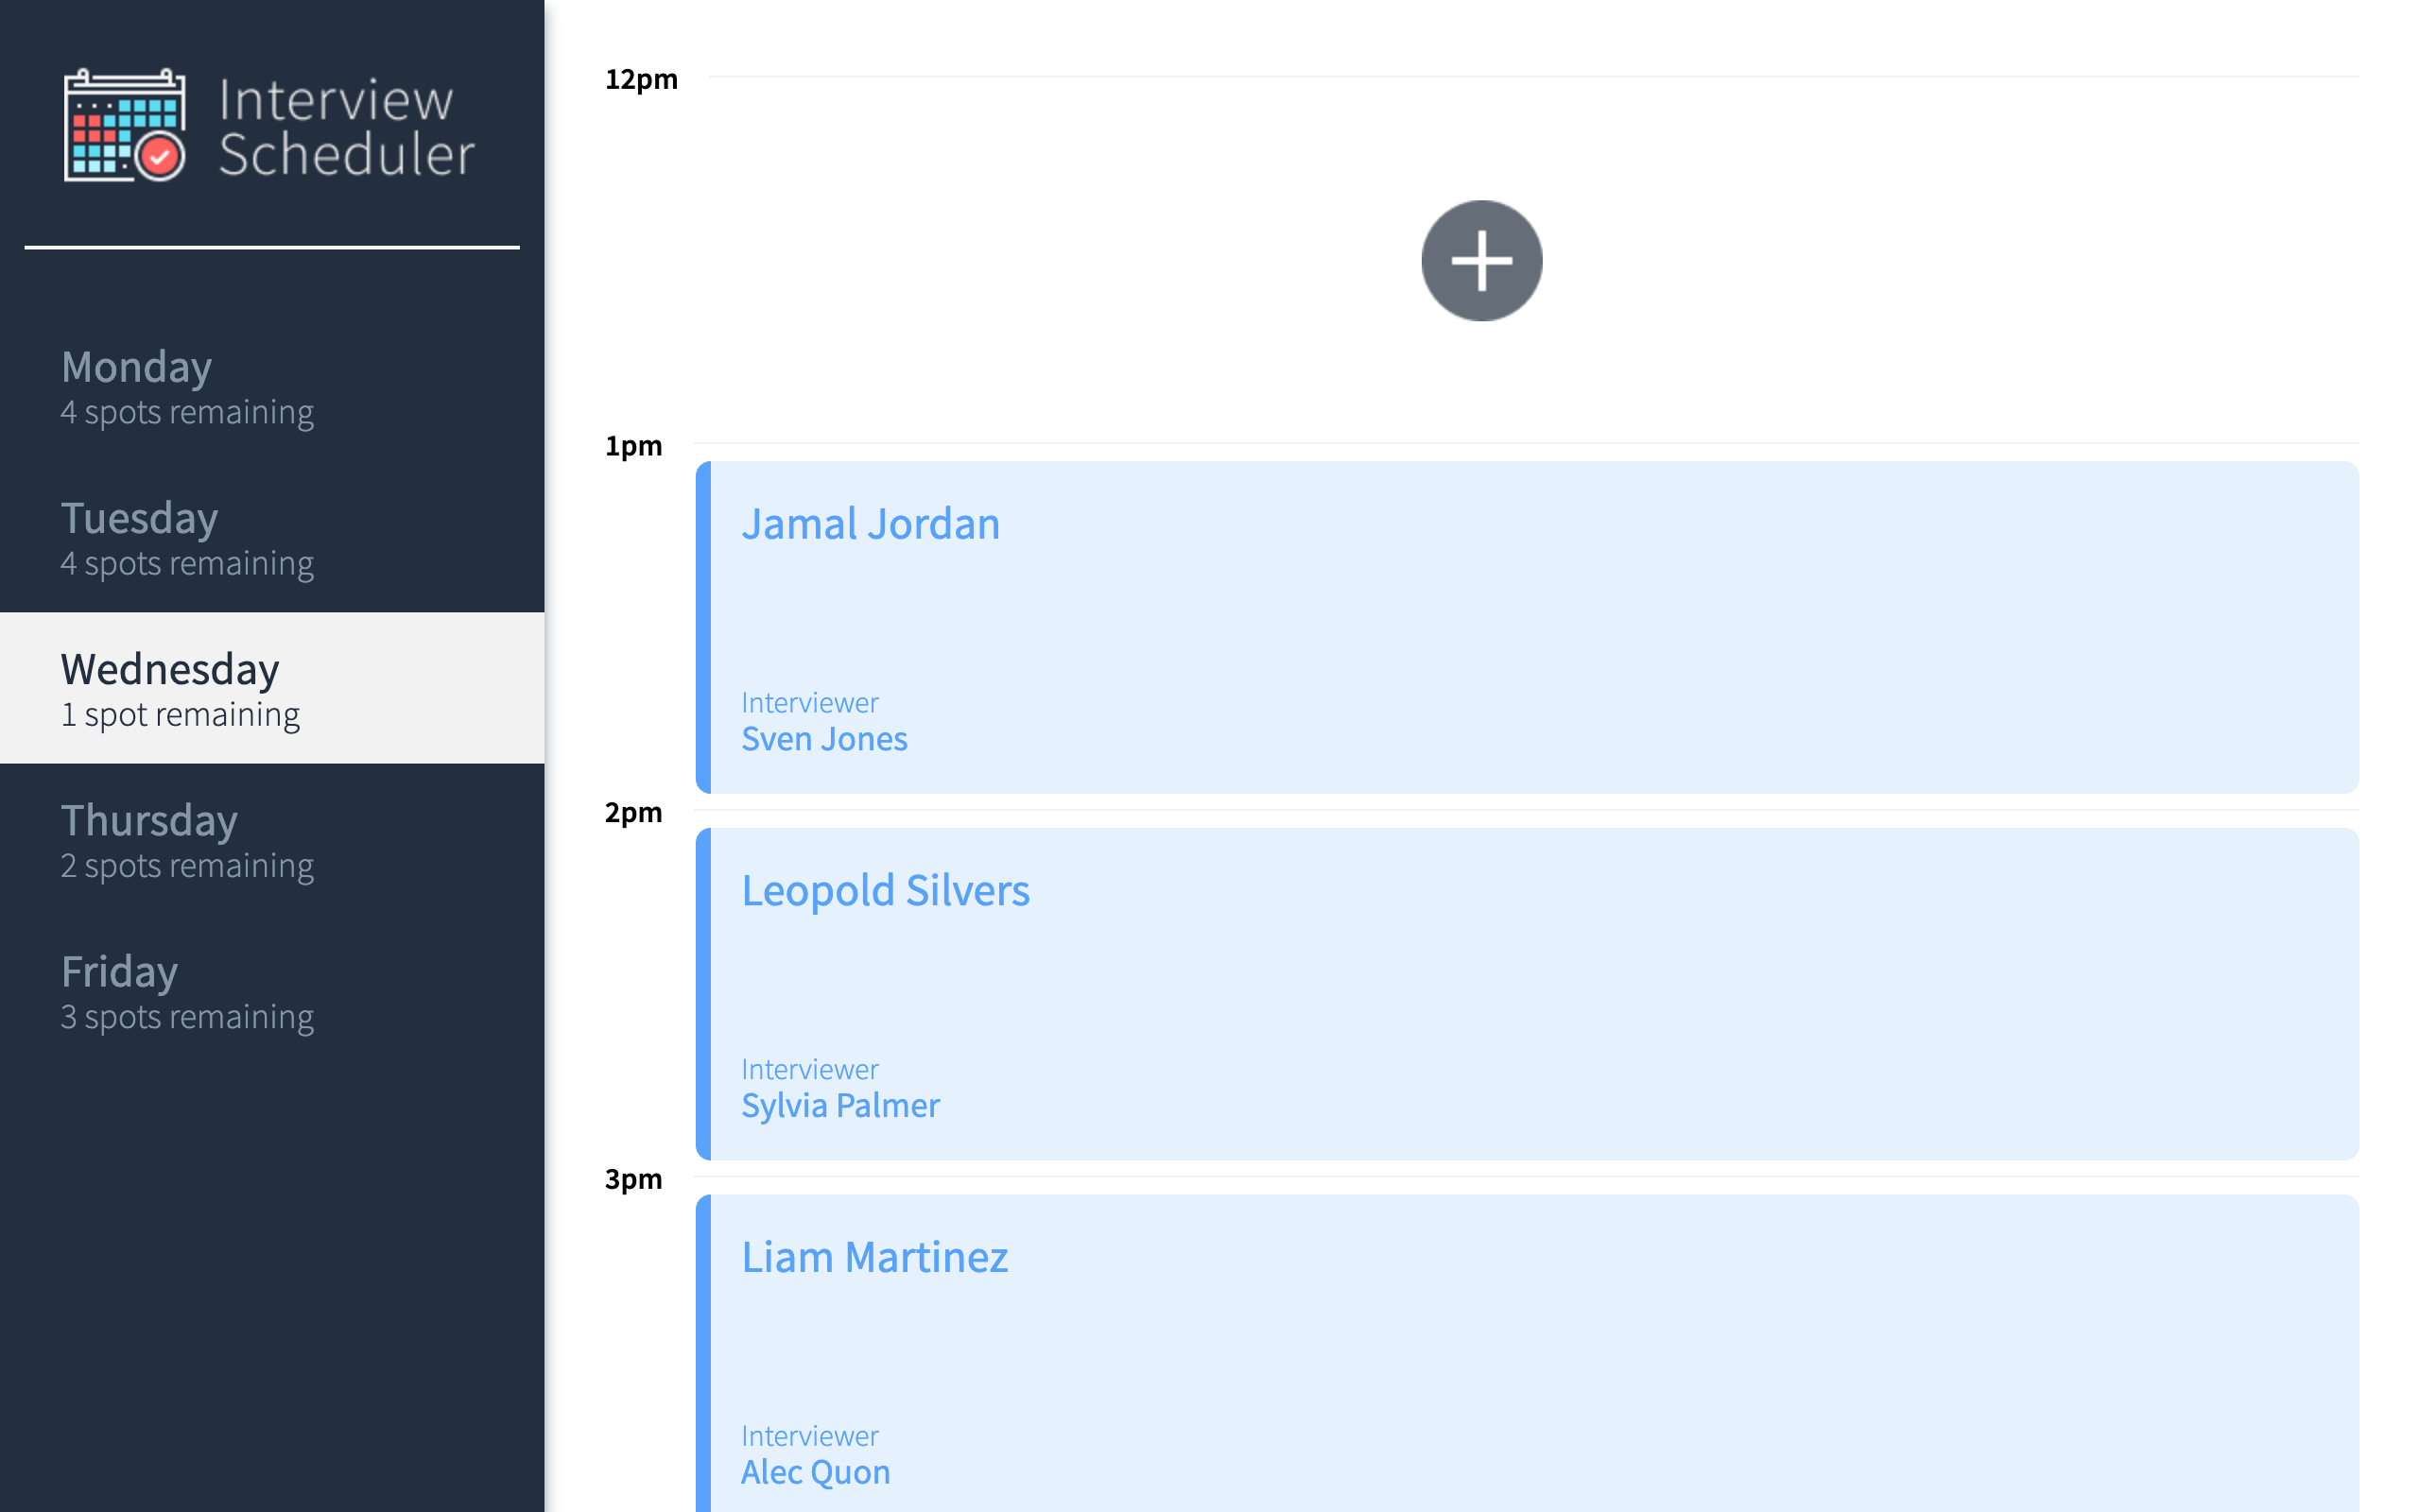 Interview
Scheduler
Monday
4 spots remaining
Tuesday
4 spots remaining
Wednesday
1 spot remaining
Thursday
2 spots remaining
Friday
3 spots remaining
12pm
1pm
Jamal Jordan
Interviewer
Sven Jones
2pm
Leopold Silvers
Interviewer
Sylvia Palmer
3pm
Liam Martinez
Interviewer
Alec Quon